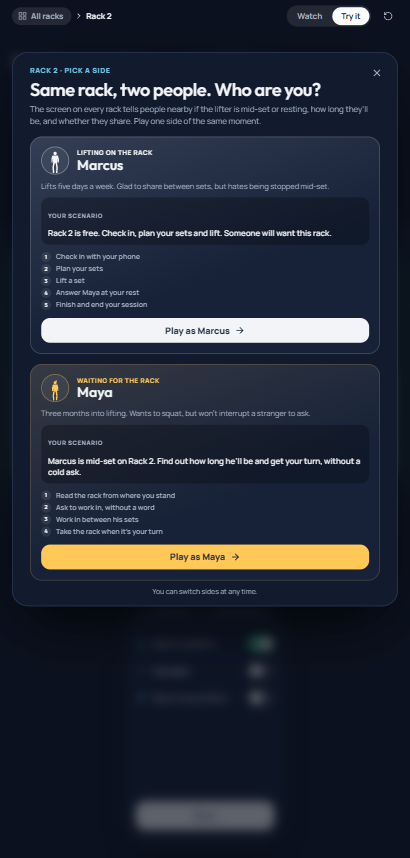 All racks > Rack 2
Watch
Try it
RACK 2 · PICK A SIDE
Same rack, two people. Who are you?
The screen on every rack tells people nearby if the lifter is mid-set or resting, how long they'll
be, and whether they share. Play one side of the same moment.
LIFTING ON THE RACK
Marcus
Lifts five days a week. Glad to share between sets, but hates being stopped mid-set.
YOUR SCENARIO
Rack 2 is free. Check in, plan your sets and lift. Someone will want this rack.
1 Check in with your phone
2 Plan your sets
3 Lift a set
4 Answer Maya at your rest
5 Finish and end your session
Play as Marcus →
WAITING FOR THE RACK
Maya
Three months into lifting. Wants to squat, but won't interrupt a stranger to ask.
YOUR SCENARIO
Marcus is mid-set on Rack 2. Find out how long he'll be and get your turn, without a
cold ask.
1 Read the rack from where you stand
2 Ask to work in, without a word
3 Work in between his sets
4 Take the rack when it's your turn
Play as Maya →
You can switch sides at any time.